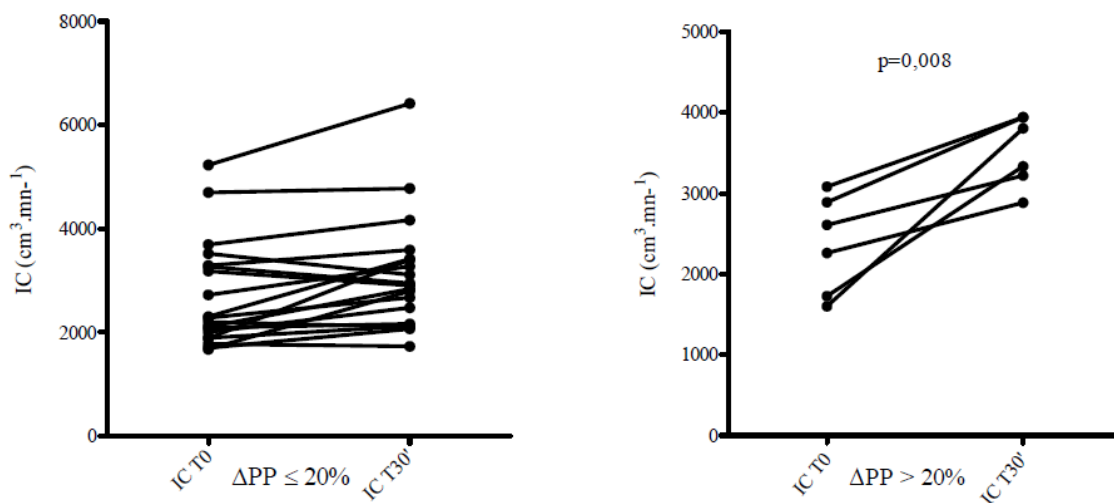 8000
6000
4000
2000
0
IC (cm³.mn-¹)
IC T0
IC T30'
ΔPP ≤ 20%
5000
4000
3000
2000
1000
0
IC (cm³.mn-¹)
p=0,008
IC T0
IC T30'
ΔPP > 20%